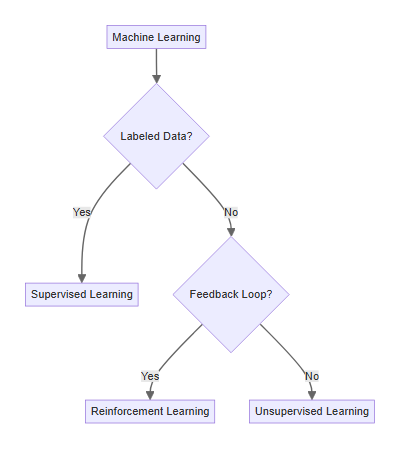 Machine Learning
Labeled Data?
Yes
No
Supervised Learning
Feedback Loop?
Yes
No
Reinforcement Learning
Unsupervised Learning